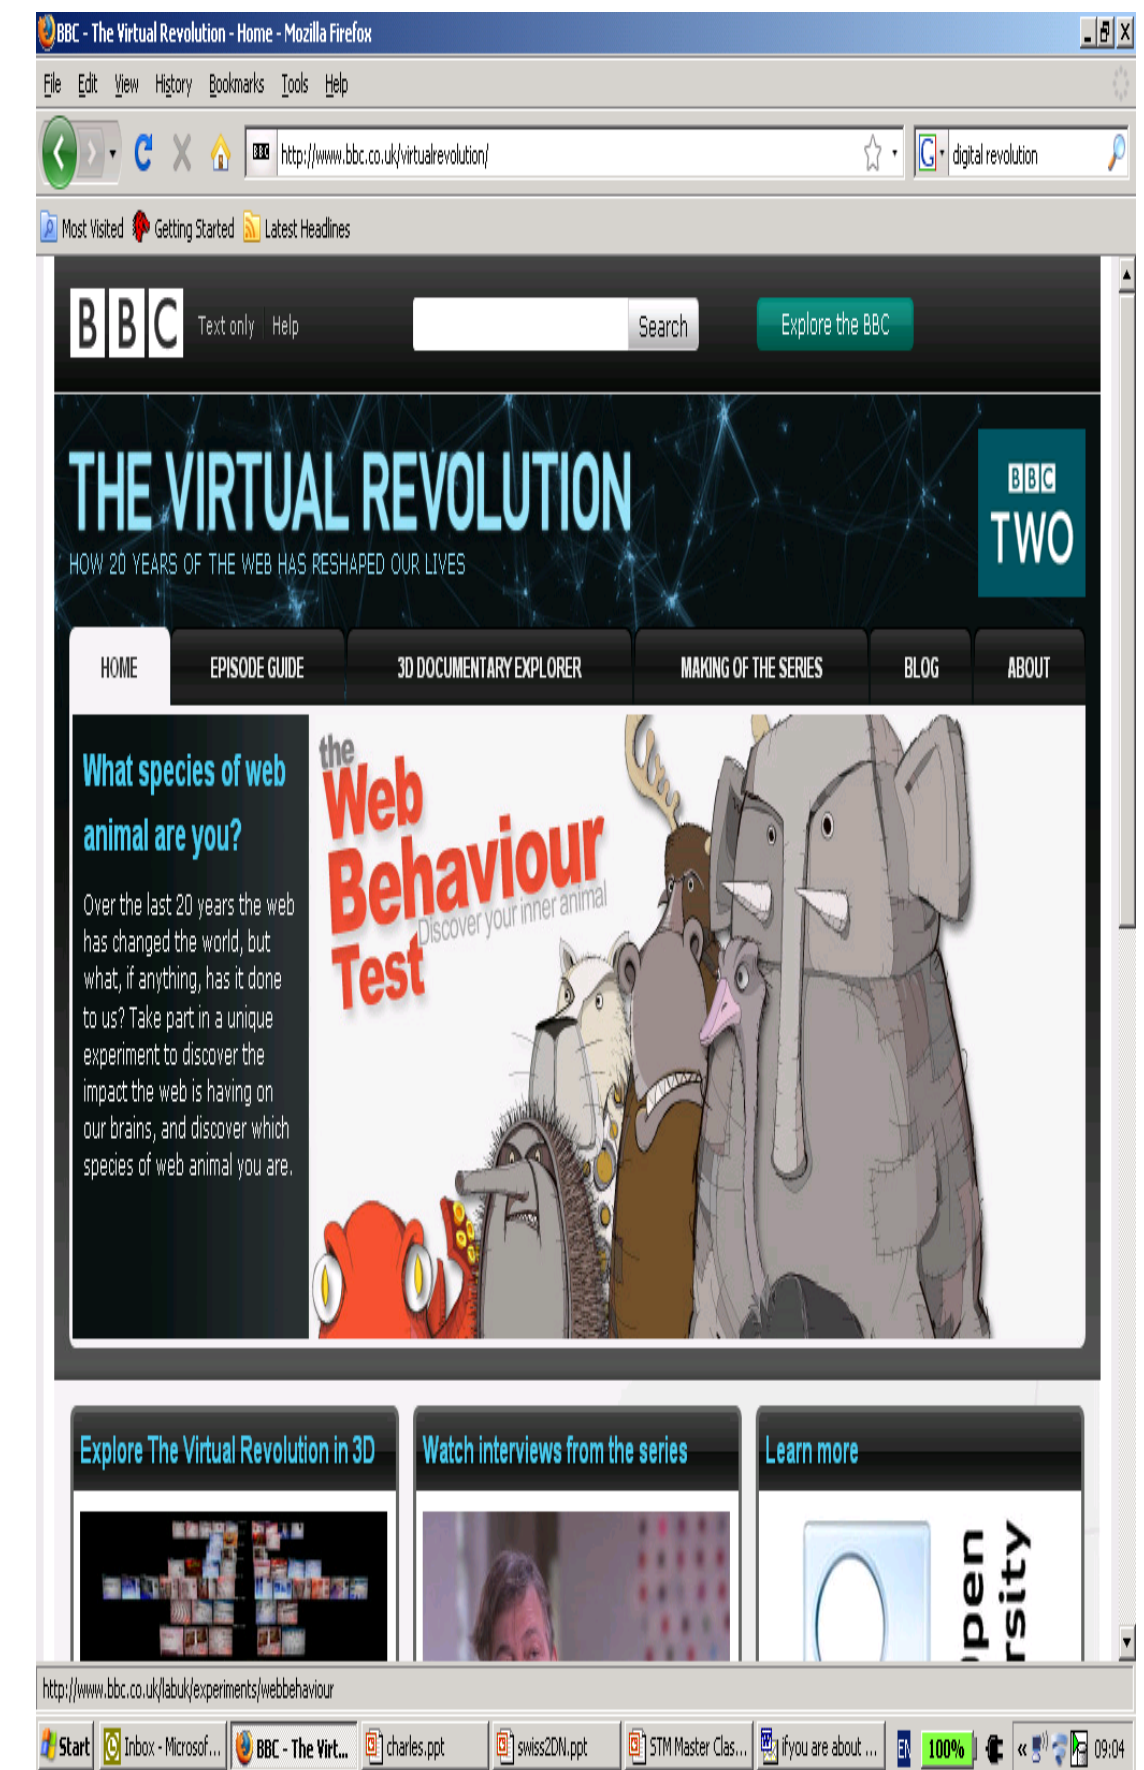 BBC - The Virtual Revolution - Home - Mozilla Firefox
File Edit View History Bookmarks Tools Help
BBC http://www.bbc.co.uk/virtualrevolution/ G digital revolution
Most Visited Getting Started Latest Headlines
BBC Text only Help Search Explore the BBC
THE VIRTUAL REVOLUTION
HOW 20 YEARS OF THE WEB HAS RESHAPED OUR LIVES
BBC
TWO
HOME EPISODE GUIDE 3D DOCUMENTARY EXPLORER MAKING OF THE SERIES BLOG ABOUT
What species of web
animal are you?
Over the last 20 years the web
has changed the world, but
what, if anything, has it done
to us? Take part in a unique
experiment to discover the
impact the web is having on
our brains, and discover which
species of web animal you are.
the
Web
Behaviour
Discover your inner animal
Test
Explore The Virtual Revolution in 3D
Watch interviews from the series
Learn more
pen
rsity
http://www.bbc.co.uk/labuk/experiments/webbehaviour
Start Inbox - Microsof... BBC - The Virt... charles.ppt swiss2DN.ppt STM Master Clas... ifyou are about ... EN 100% « 09:04